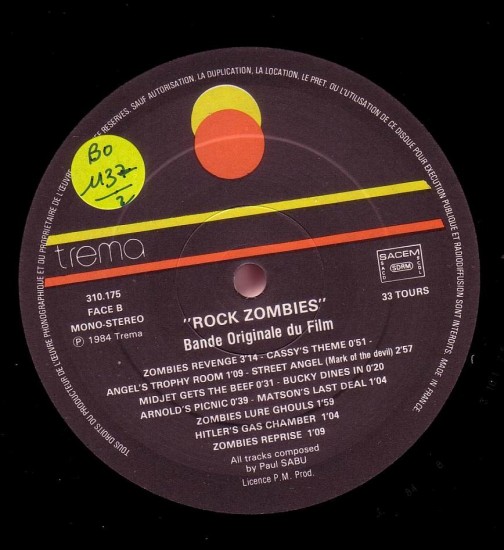 TOUS DROITS DU PRODUCTEUR DE L'ŒUVRE PHONOGRAPHIQUE ET DU PROPRIETAIRE DE L'ŒUVRE RESERVES. SAUF AUTORISATION, LA DUPLICATION, LA LOCATION, LE PRET, OU L'UTILISATION DE CE DISQUE POUR EXECUTION PUBLIQUE ET RADIODIFFUSION SONT INTERDITS. MADE IN FRANCE
BO
1137
2
trema
310.175
FACE B
MONO-STEREO
℗ 1984 Trema
SACEM
SDRM
33 TOURS
"ROCK ZOMBIES"
Bande Originale du Film
ZOMBIES REVENGE 3'14 - CASSY'S THEME 0'51 -
ANGEL'S TROPHY ROOM 1'09 - STREET ANGEL (Mark of the devil) 2'57
MIDJET GETS THE BEEF 0'31 - BUCKY DINES IN 0'20
ARNOLD'S PICNIC 0'39 - MATSON'S LAST DEAL 1'04
ZOMBIES LURE GHOULS 1'59
HITLER'S GAS CHAMBER 1'04
ZOMBIES REPRISE 1'09
All tracks composed
by Paul SABU
Licence P.M. Prod.